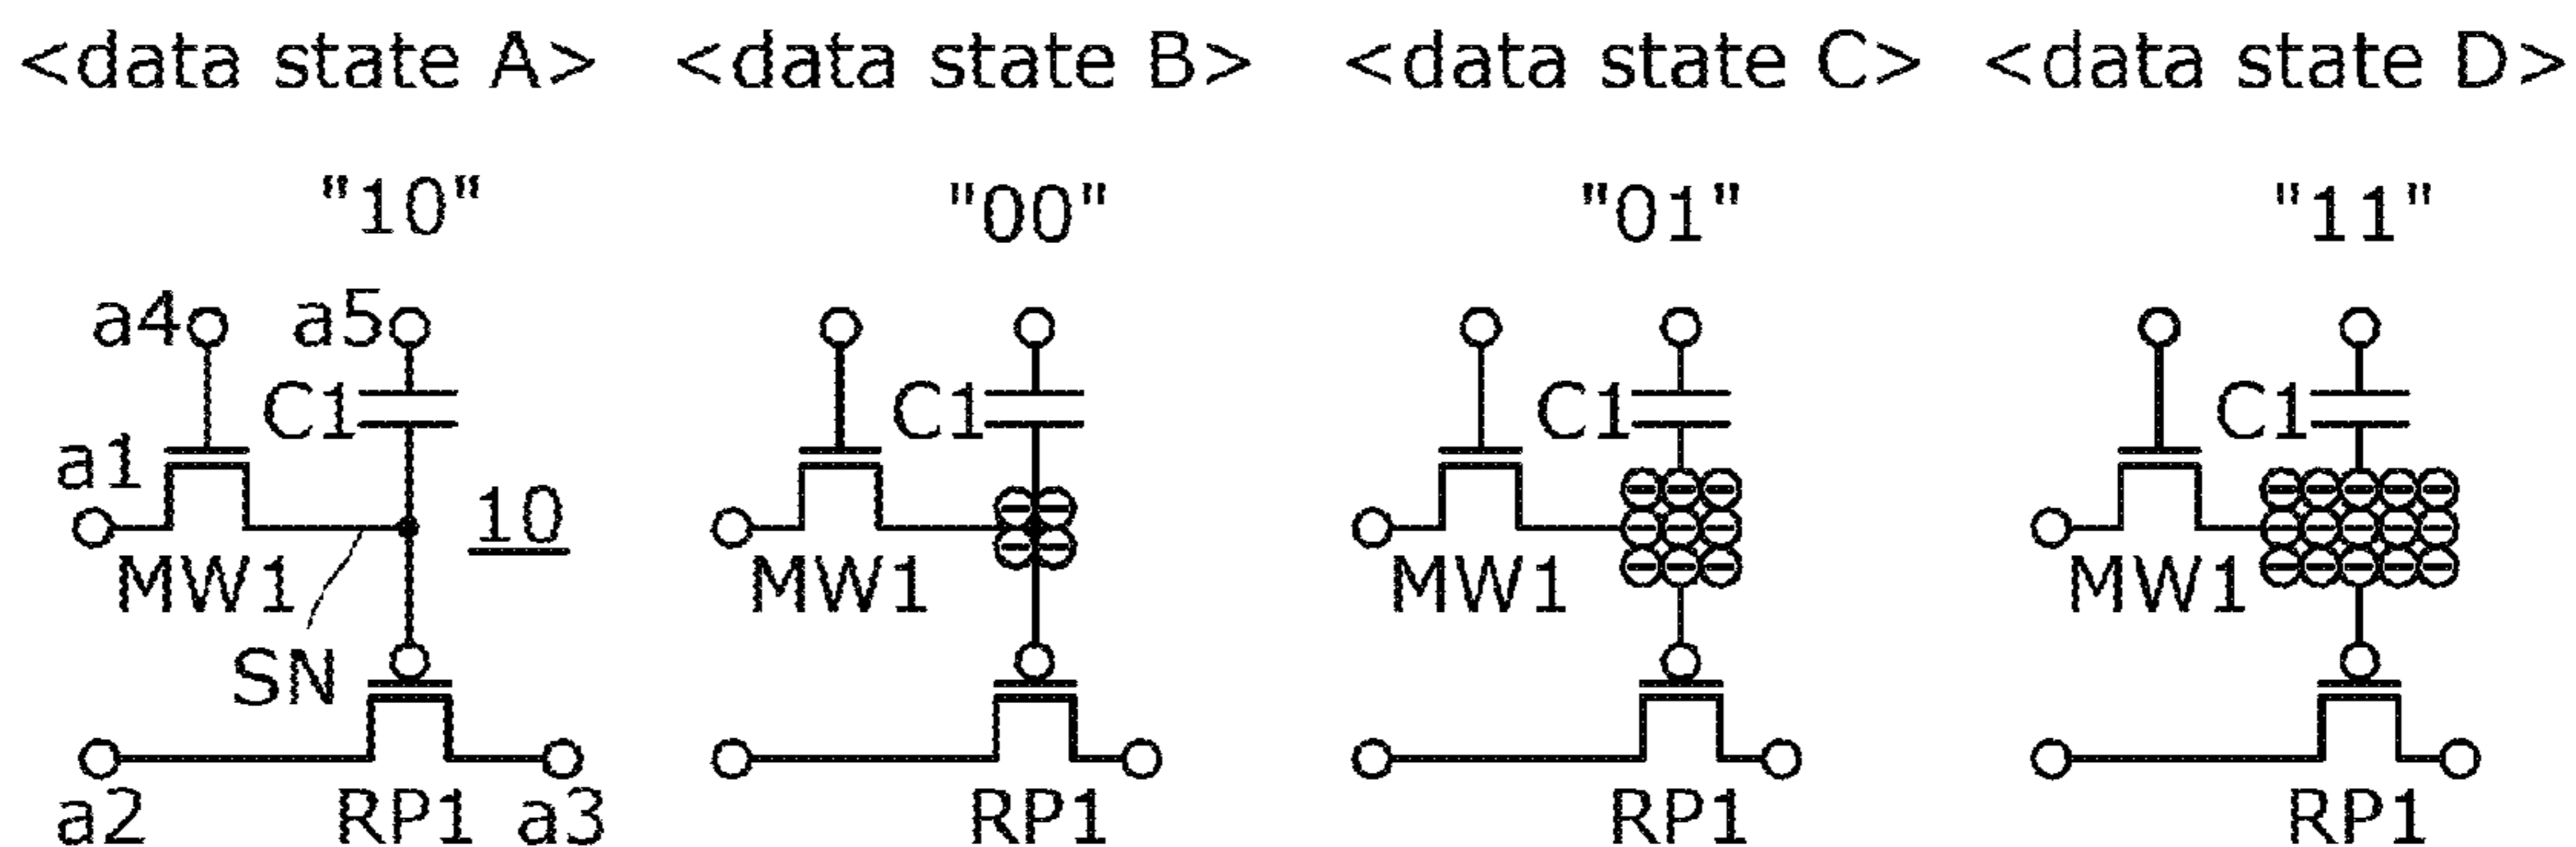 <data state A> <data state B> <data state C> <data state D>
"10" "00" "01" "11"
a4 a5
C1 C1 C1 C1
a1
10
MW1 MW1 MW1 MW1
SN
a2 RP1 a3 RP1 RP1 RP1